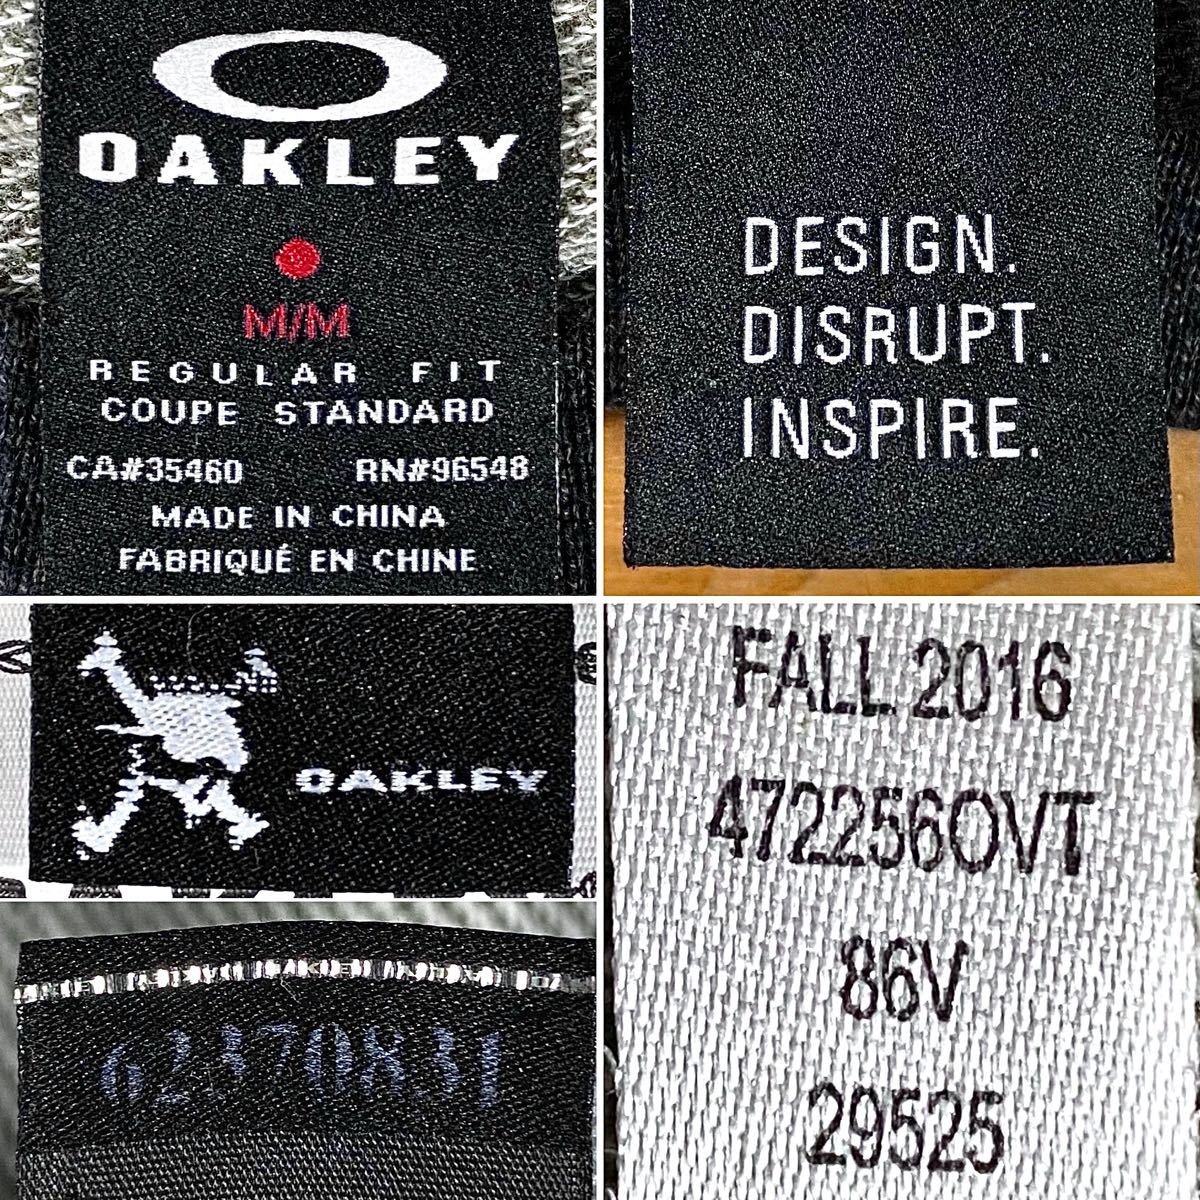 OAKLEY
M/M
REGULAR FIT
COUPE STANDARD
CA#35460 RN#96548
MADE IN CHINA
FABRIQUÉ EN CHINE
DESIGN.
DISRUPT.
INSPIRE.
OAKLEY
62370831
FALL 2016
472256OVT
86V
29525